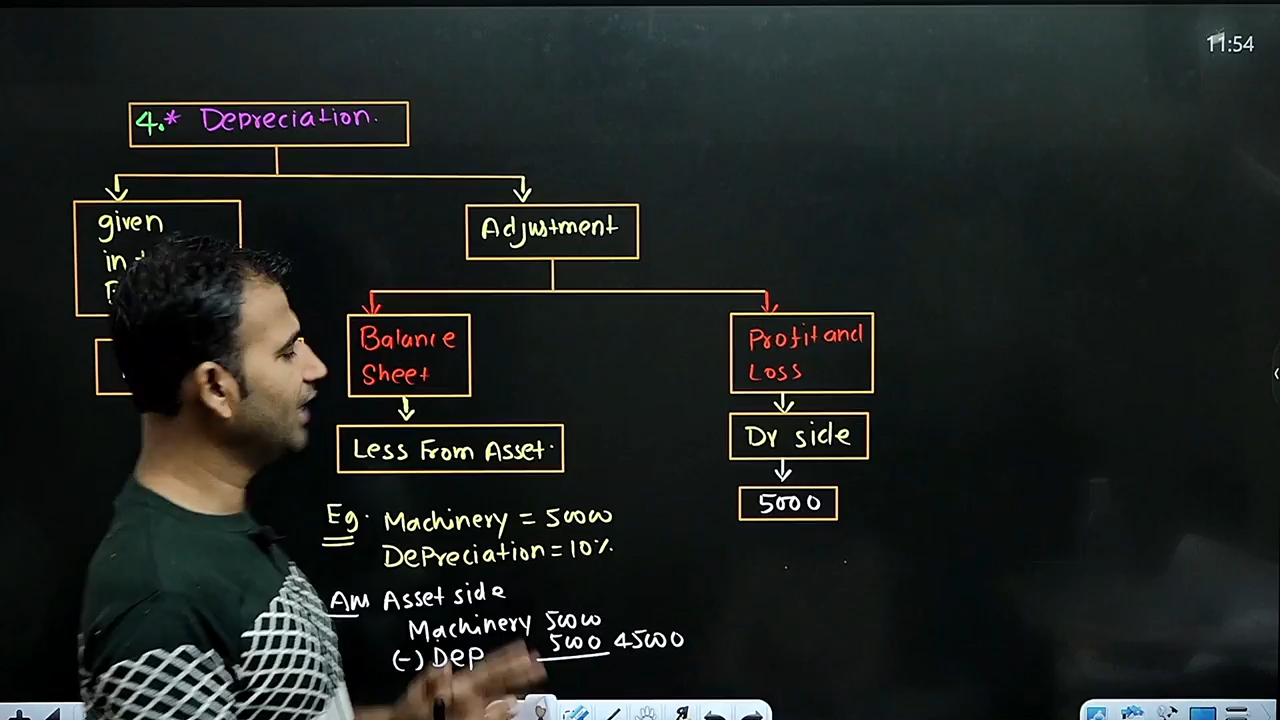 11:54
4.* Depreciation.
given
Adjustment
in
Balance
Sheet
Profit and
Loss
Less From Asset.
Dr side
5000
Eg. Machinery = 50000
Depreciation = 10%
Asset side
Machinery 50000
(-) Dep 5000 45000